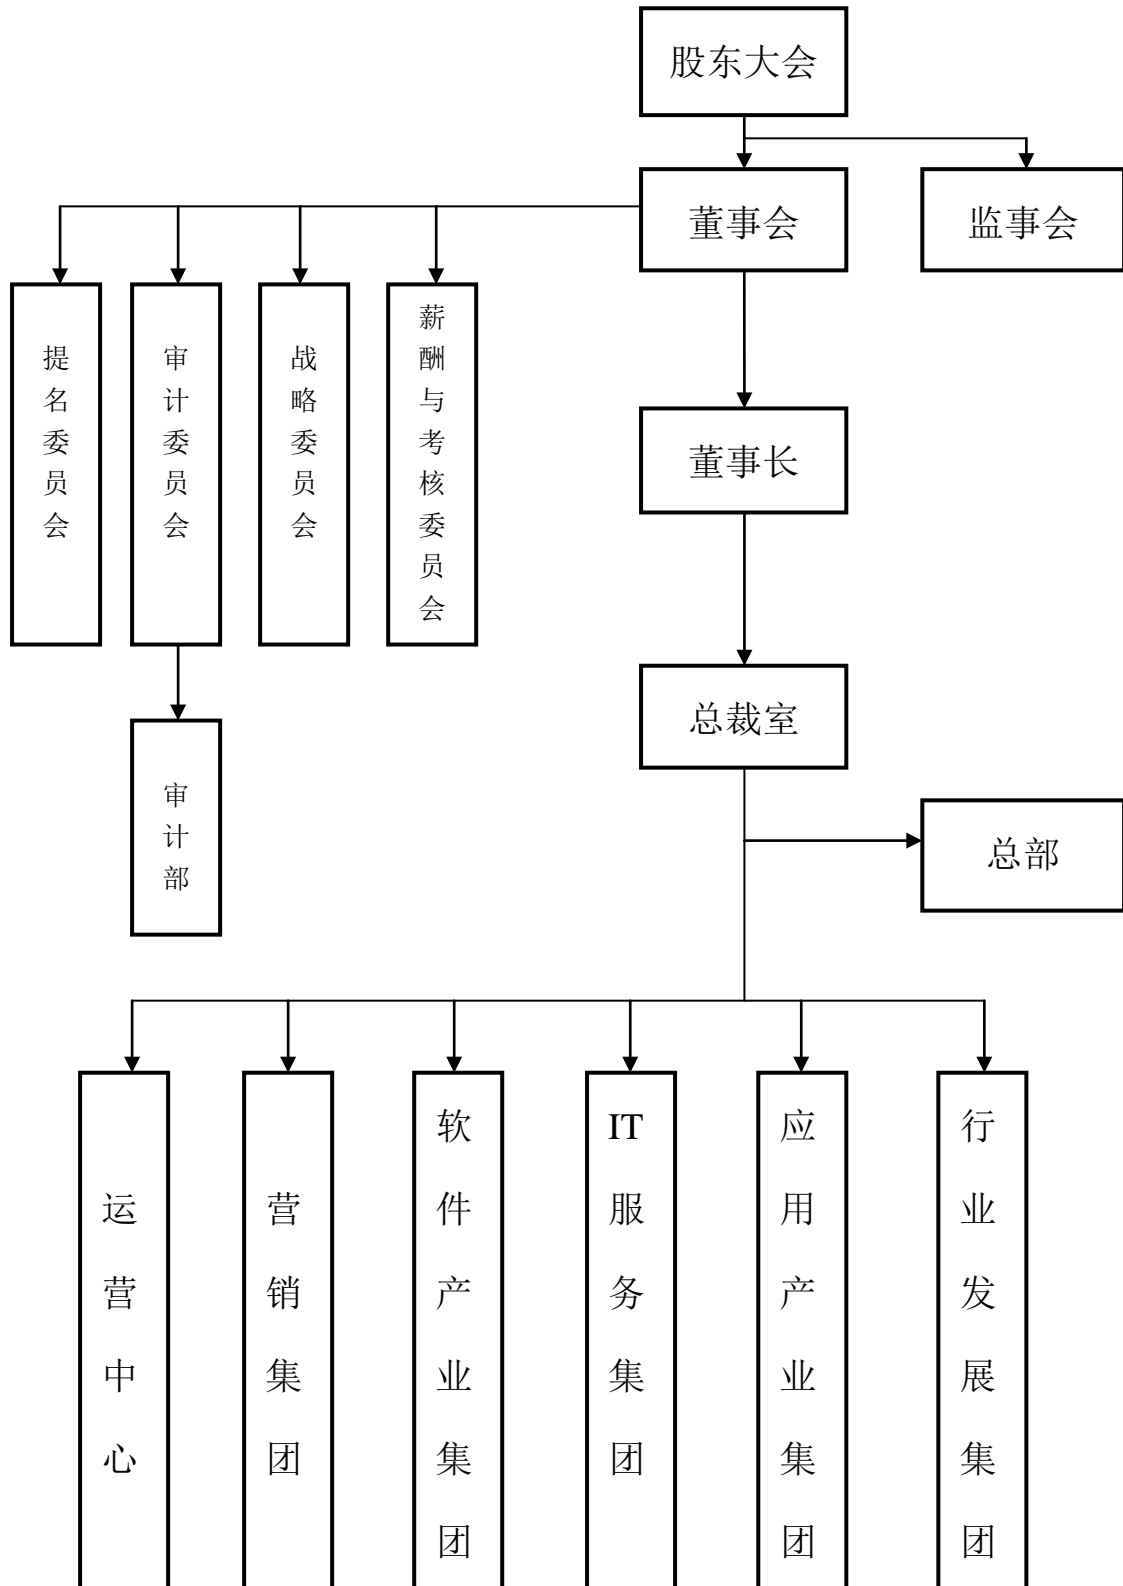 股东大会
董事会
监事会
提名委员会
审计委员会
战略委员会
薪酬与考核委员会
董事长
总裁室
审计部
总部
运营中心
营销集团
软件产业集团
IT服务集团
应用产业集团
行业发展集团